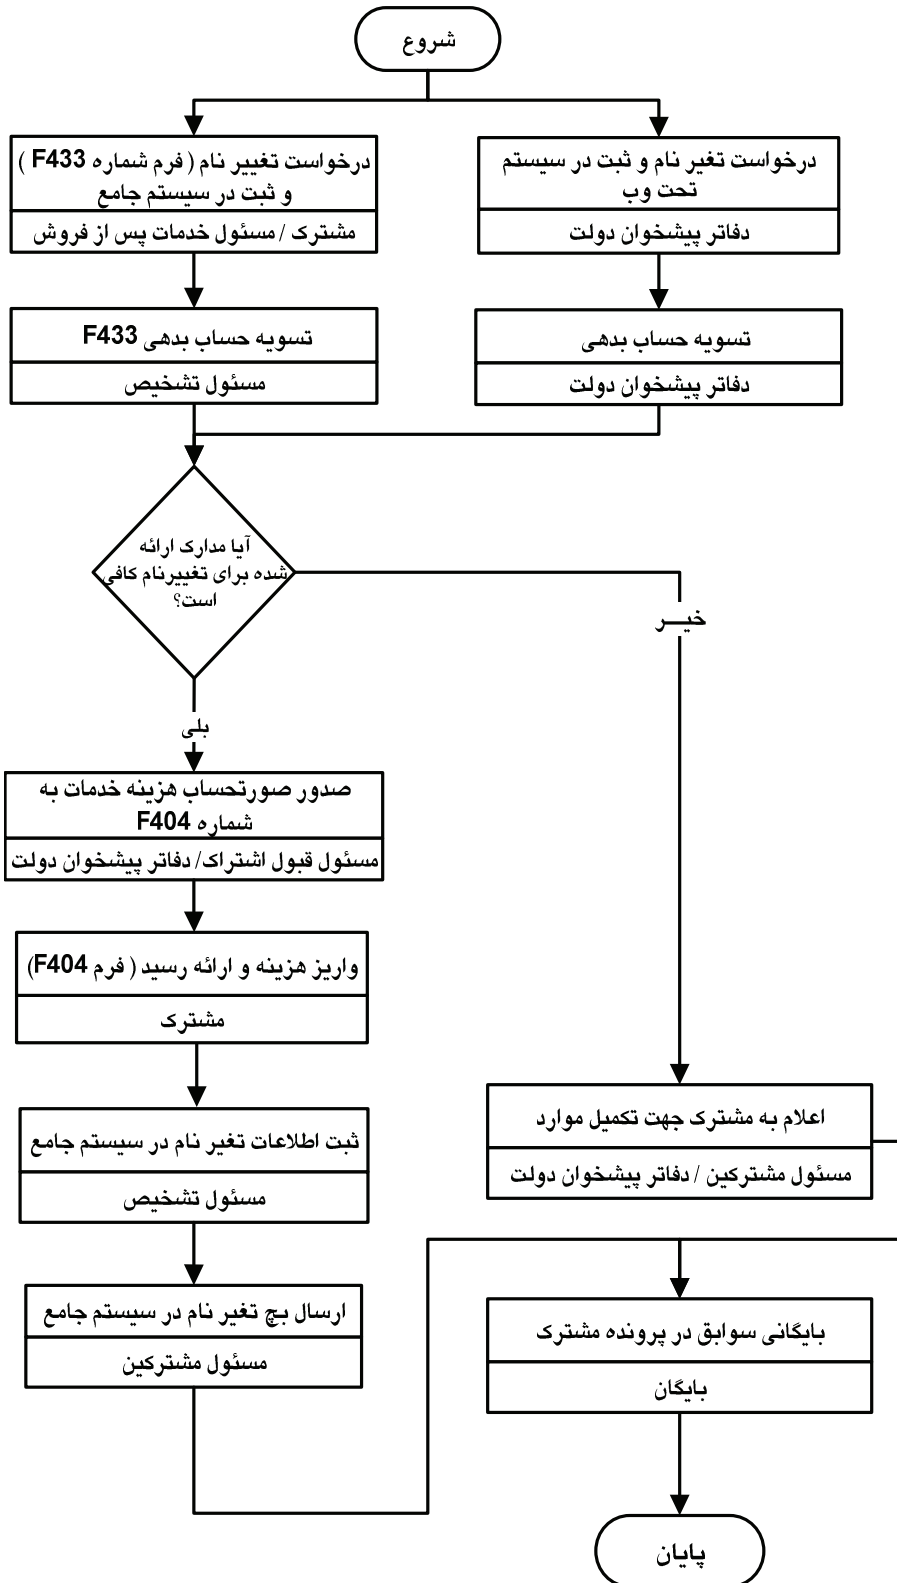 شروع
درخواست تغییر نام ( فرم شماره F433 )
و ثبت در سیستم جامع
مشترک / مسئول خدمات پس از فروش
درخواست تغیر نام و ثبت در سیستم
تحت وب
دفاتر پیشخوان دولت
تسویه حساب بدهی F433
مسئول تشخیص
تسویه حساب بدهی
دفاتر پیشخوان دولت
آیا مدارک ارائه
شده برای تغییرنام کافی
است؟
خیـــر
بلی
صدور صورتحساب هزینه خدمات به
شماره F404
مسئول قبول اشتراک/ دفاتر پیشخوان دولت
واریز هزینه و ارائه رسید ( فرم F404)
مشترک
ثبت اطلاعات تغیر نام در سیستم جامع
مسئول تشخیص
اعلام به مشترک جهت تکمیل موارد
مسئول مشترکین / دفاتر پیشخوان دولت
ارسال بچ تغیر نام در سیستم جامع
مسئول مشترکین
بایگانی سوابق در پرونده مشترک
بایگان
پایان